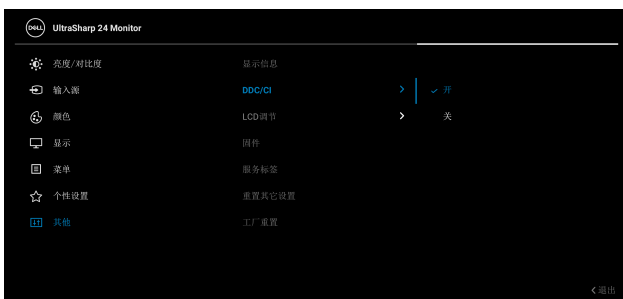 DELL UltraSharp 24 Monitor
亮度/对比度 显示信息
输入源 DDC/CI 开
颜色 LCD调节 关
显示 固件
菜单 服务标签
个性设置 重置其它设置
其他 工厂重置
退出